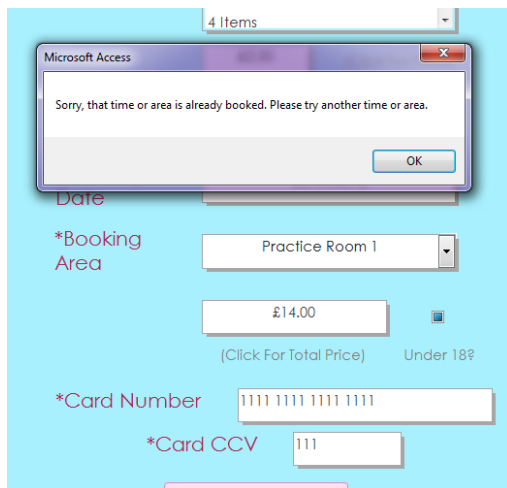 4 Items
Microsoft Access
Sorry, that time or area is already booked. Please try another time or area.
OK
Date
*Booking
Area
Practice Room 1
£14.00
(Click For Total Price)
Under 18?
*Card Number
1111 1111 1111 1111
*Card CCV
111